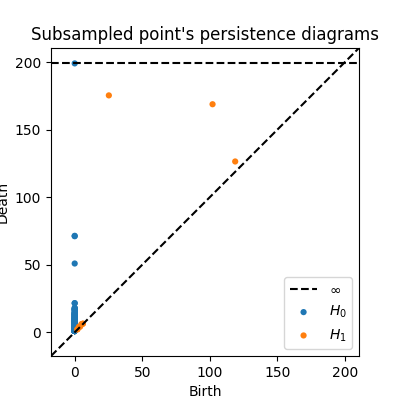 Subsampled point's persistence diagrams
200
150
100
50
0
Death
0 50 100 150 200
Birth
∞
H₀
H₁